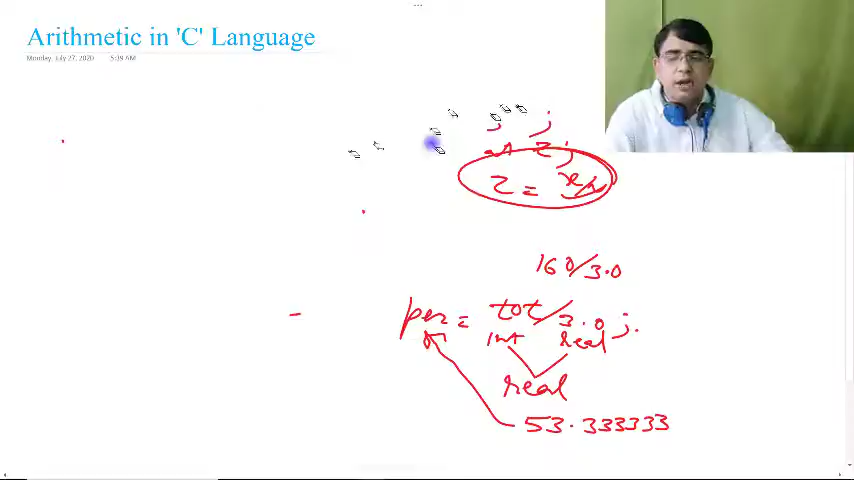 Arithmetic in 'C' Language
Monday, July 27, 2020 5:39 AM
z =
160/3.0
per = tot/3.0;
int real
real
53.333333